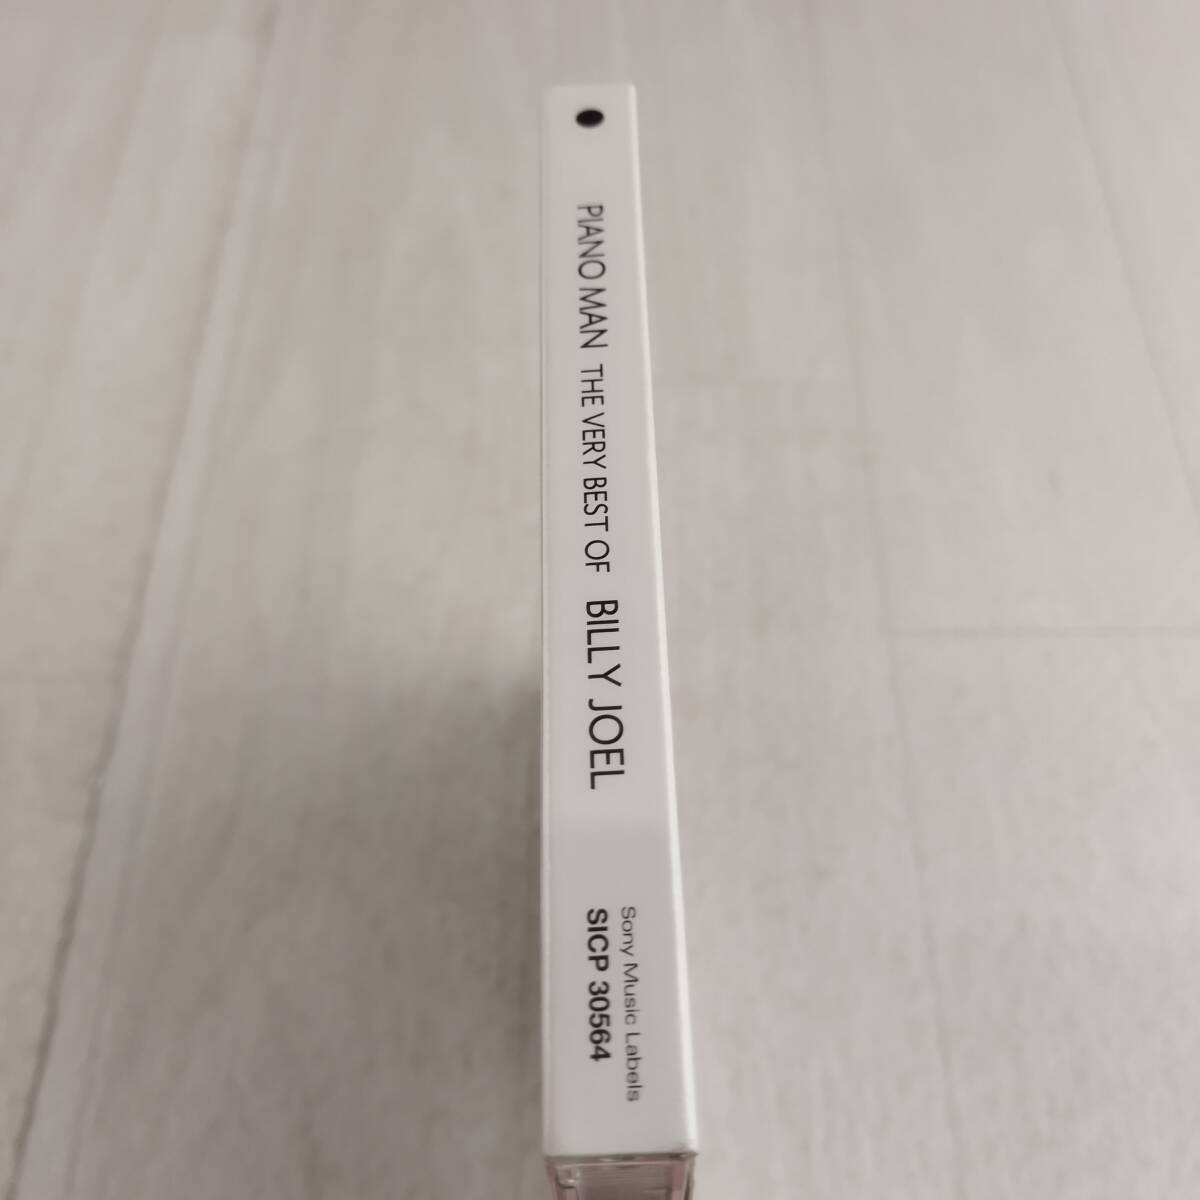 PIANO MAN THE VERY BEST OF BILLY JOEL
Sony Music Labels
SICP 30564